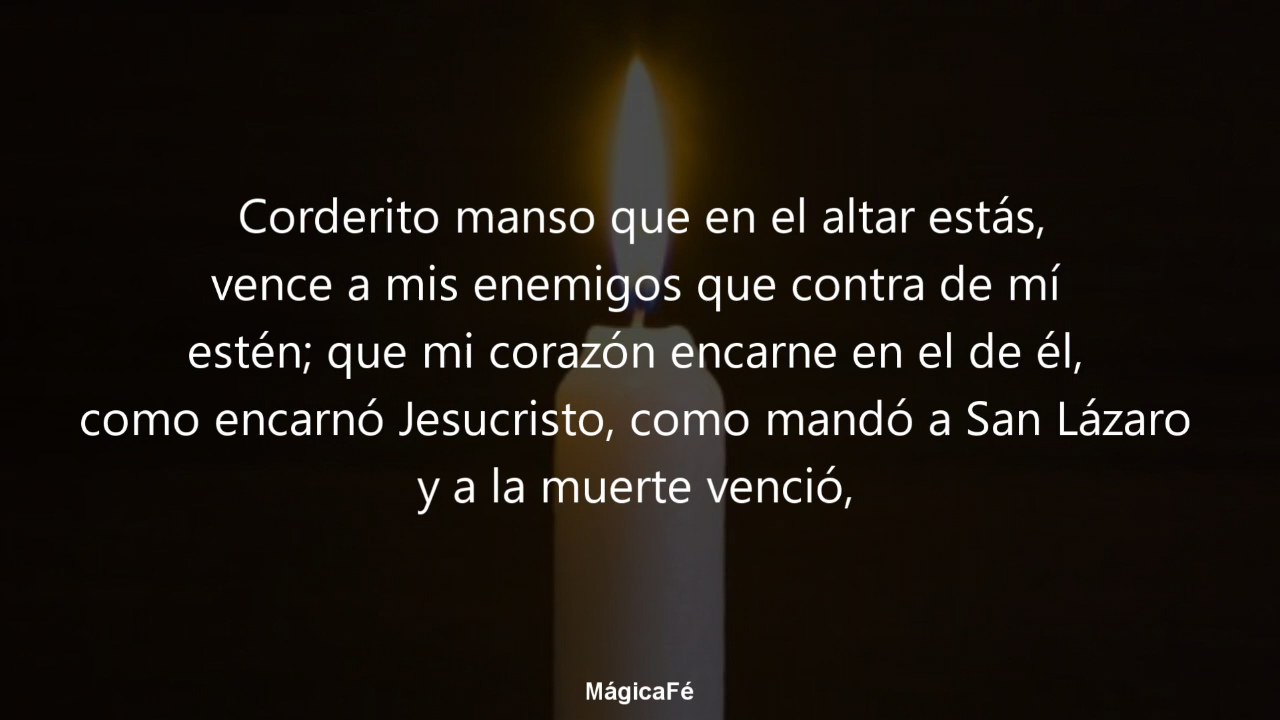 Corderito manso que en el altar estás,
vence a mis enemigos que contra de mí
estén; que mi corazón encarne en el de él,
como encarnó Jesucristo, como mandó a San Lázaro
y a la muerte venció,
MágicaFé